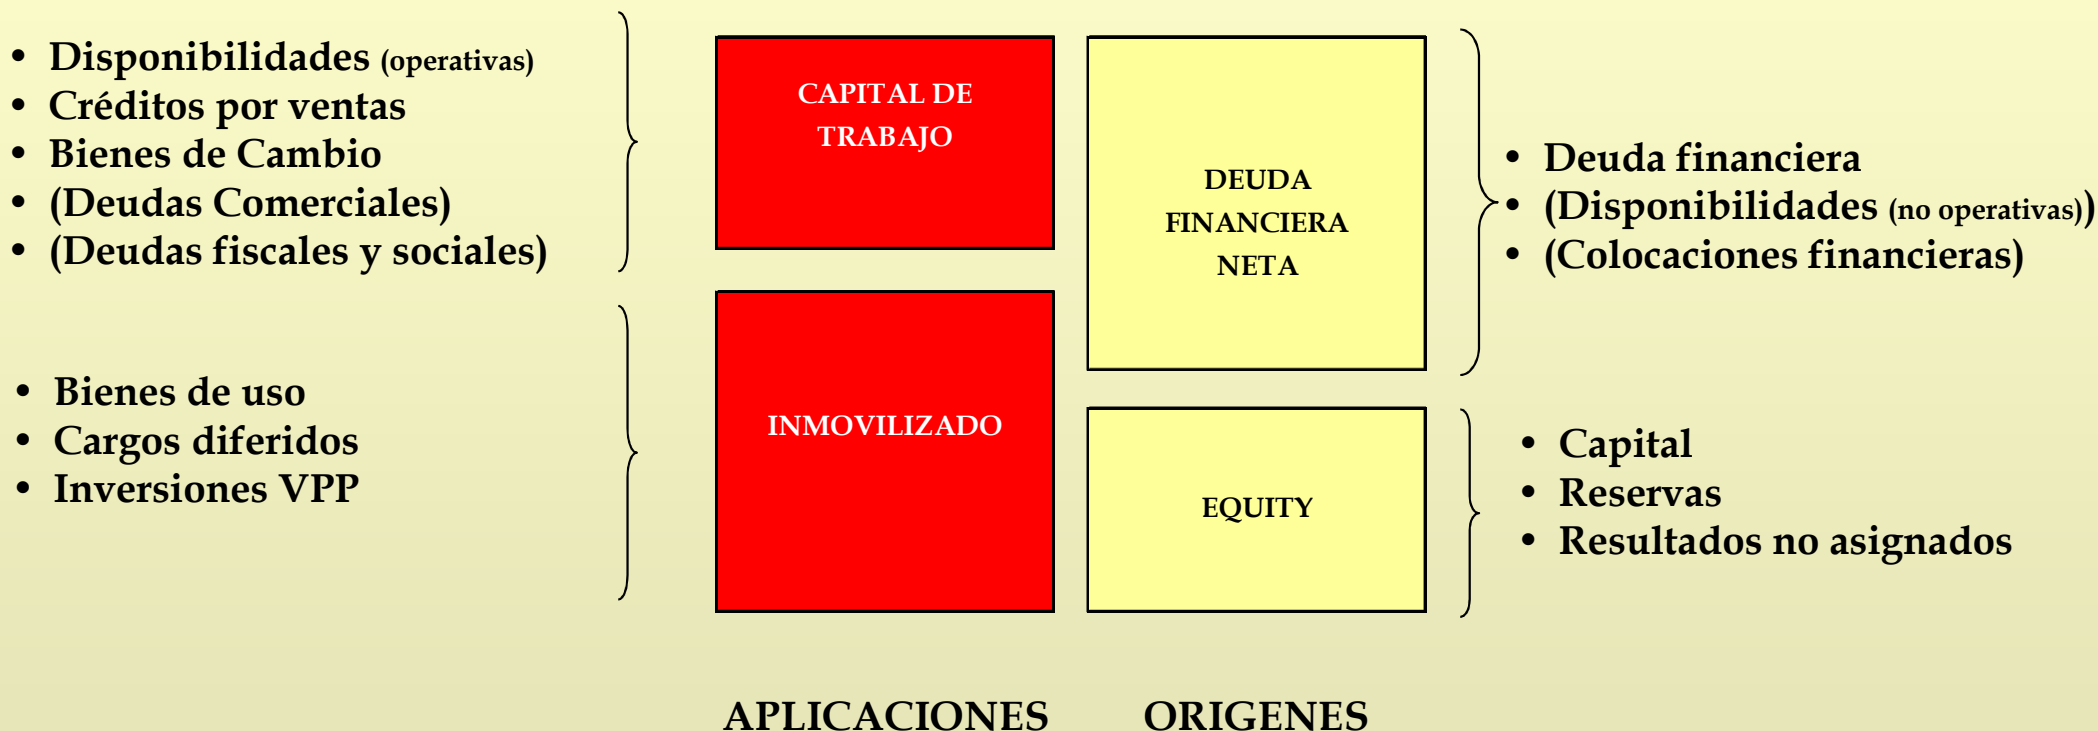 • Disponibilidades (operativas)
• Créditos por ventas
• Bienes de Cambio
• (Deudas Comerciales)
• (Deudas fiscales y sociales)
• Bienes de uso
• Cargos diferidos
• Inversiones VPP
CAPITAL DE
TRABAJO
INMOVILIZADO
DEUDA
FINANCIERA
NETA
EQUITY
• Deuda financiera
• (Disponibilidades (no operativas))
• (Colocaciones financieras)
• Capital
• Reservas
• Resultados no asignados
APLICACIONES
ORIGENES